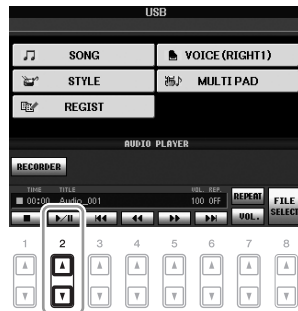 USB
SONG
VOICE(RIGHT1)
STYLE
MULTI PAD
REGIST
AUDIO PLAYER
RECORDER
TIME TITLE VOL. REP.
00:00 Audio_001 100 OFF
REPEAT
FILE SELECT
VOL.
1 2 3 4 5 6 7 8